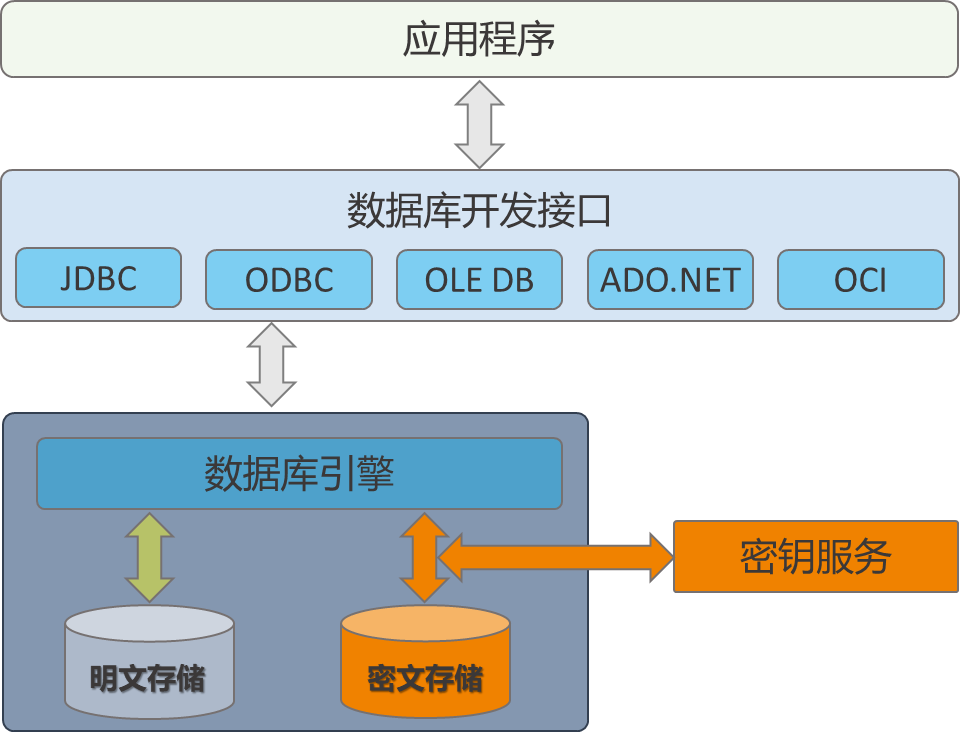 应用程序
数据库开发接口
JDBC
ODBC
OLE DB
ADO.NET
OCI
数据库引擎
密钥服务
明文存储
密文存储